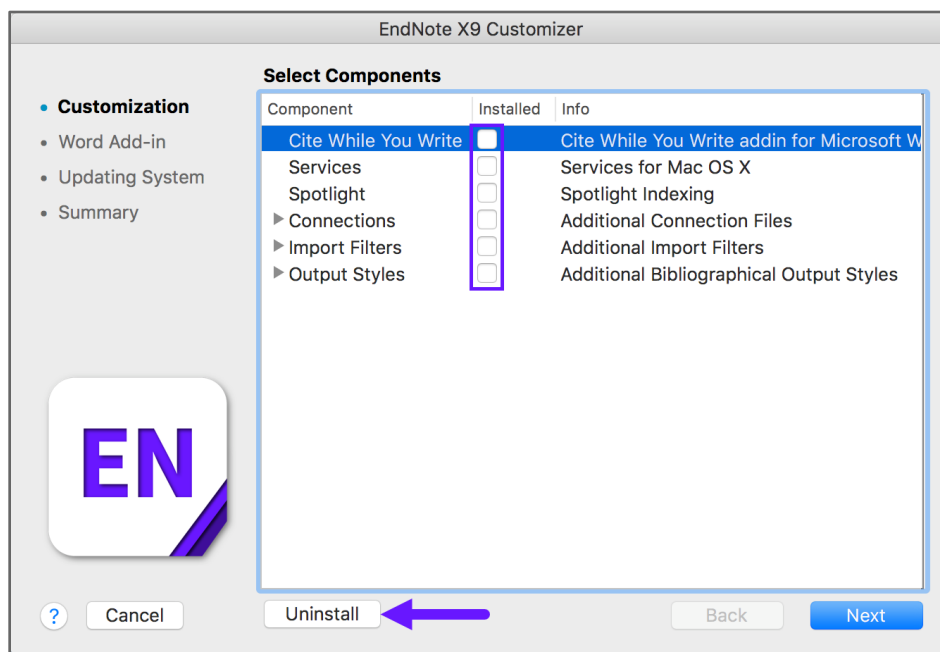 EndNote X9 Customizer
Select Components
• Customization
• Word Add-in
• Updating System
• Summary
Component Installed Info
Cite While You Write Cite While You Write addin for Microsoft W
Services Services for Mac OS X
Spotlight Spotlight Indexing
Connections Additional Connection Files
Import Filters Additional Import Filters
Output Styles Additional Bibliographical Output Styles
EN
? Cancel Uninstall Back Next